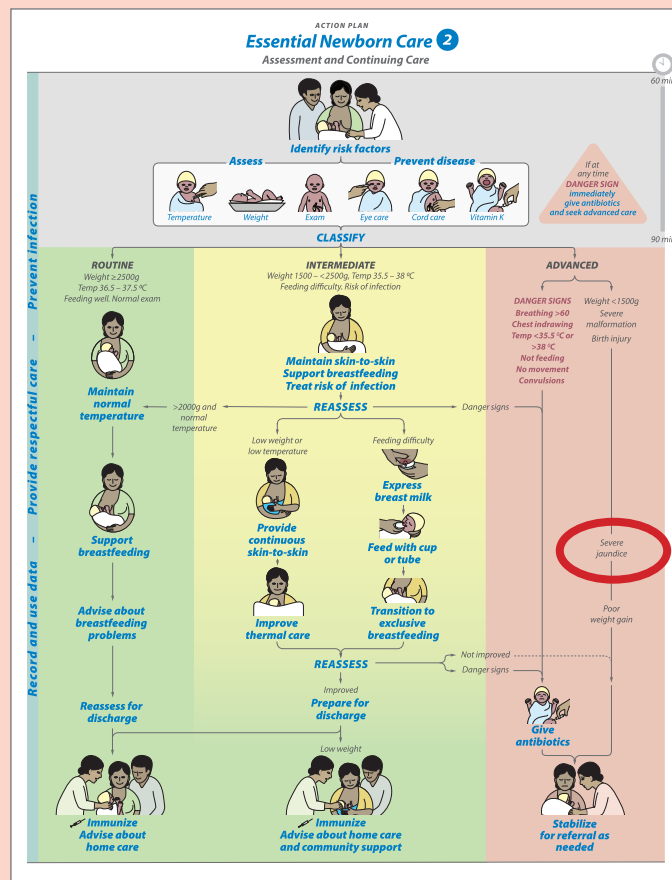 ACTION PLAN
Essential Newborn Care 2
Assessment and Continuing Care
60 min
Identify risk factors
Assess
Prevent disease
Temperature
Weight
Exam
Eye care
Cord care
Vitamin K
If at
any time
DANGER SIGN
immediately
give antibiotics
and seek advanced care
CLASSIFY
90 min
Prevent infection
–
Provide respectful care
–
Record and use data
ROUTINE
Weight ≥2500g
Temp 36.5 – 37.5 ºC
Feeding well. Normal exam
Maintain
normal
temperature
Support
breastfeeding
Advise about
breastfeeding
problems
Reassess for
discharge
Immunize
Advise about
home care
INTERMEDIATE
Weight 1500 – <2500g, Temp 35.5 – 38 ºC
Feeding difficulty. Risk of infection
Maintain skin-to-skin
Support breastfeeding
Treat risk of infection
REASSESS
>2000g and
normal
temperature
Danger signs
Low weight or
low temperature
Provide
continuous
skin-to-skin
Improve
thermal care
Feeding difficulty
Express
breast milk
Feed with cup
or tube
Transition to
exclusive
breastfeeding
REASSESS
Not improved
Danger signs
Improved
Prepare for
discharge
Low weight
Immunize
Advise about home care
and community support
ADVANCED
DANGER SIGNS
Breathing >60
Chest indrawing
Temp <35.5 ºC or
>38 ºC
Not feeding
No movement
Convulsions
Weight <1500g
Severe
malformation
Birth injury
Severe
jaundice
Poor
weight gain
Give
antibiotics
Stabilize
for referral as
needed